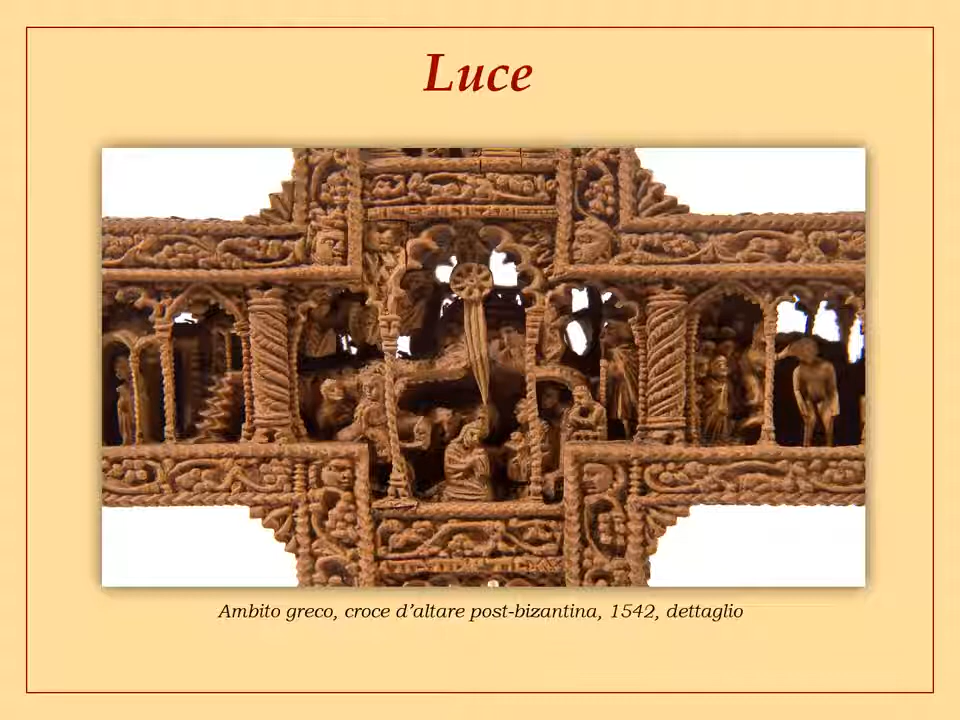 Luce
Ambito greco, croce d’altare post-bizantina, 1542, dettaglio